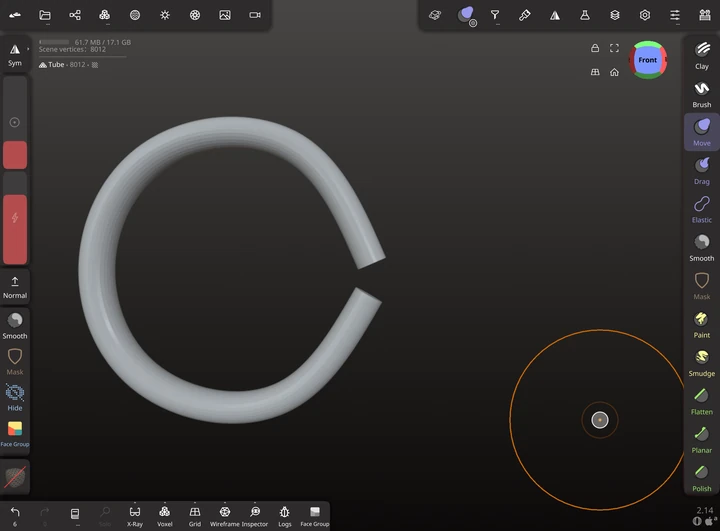 61.7 MB / 17.1 GB
Scene vertices: 8012
Tube - 8012 -
Front
Sym
Normal
Smooth
Mask
Hide
Face Group
Clay
Brush
Move
Drag
Elastic
Smooth
Mask
Paint
Smudge
Flatten
Planar
Polish
6
X-Ray
Voxel
Grid
Wireframe
Inspector
Logs
Face Group
2.14